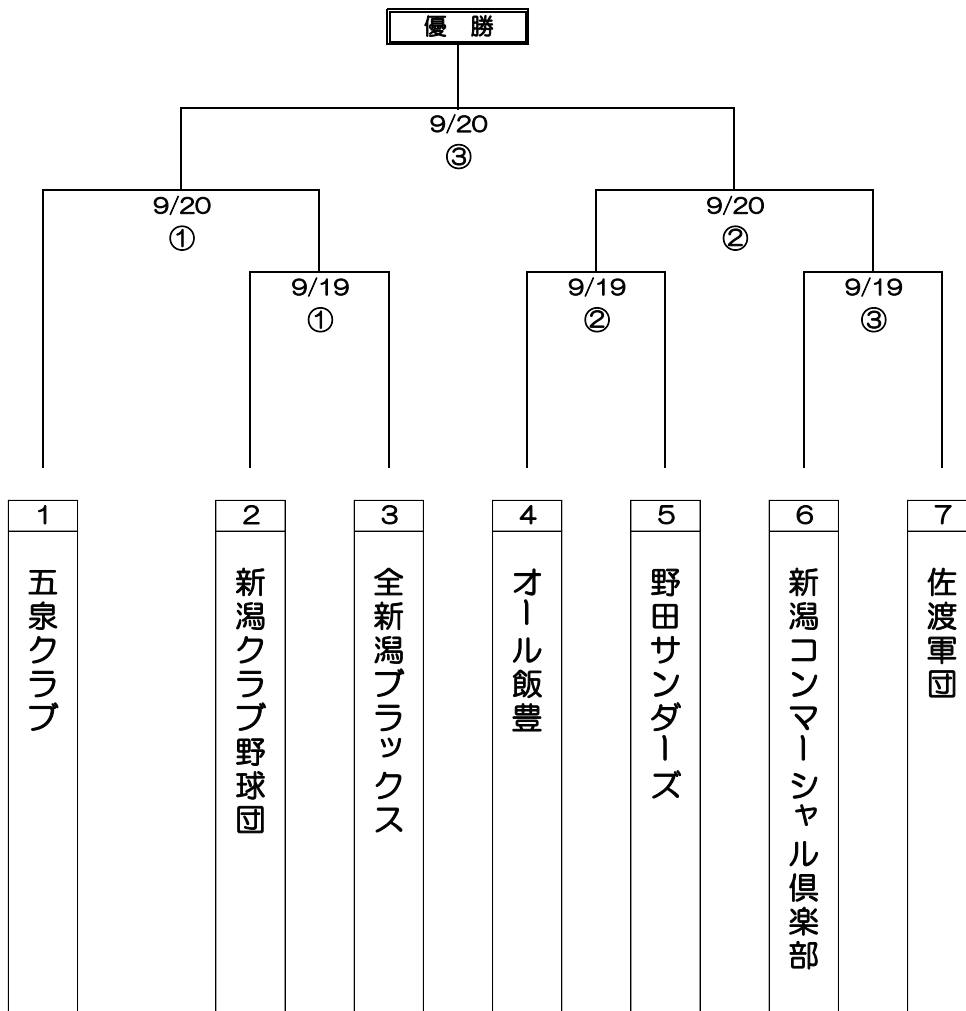 優 勝
9/20
③
9/20
①
9/20
②
9/19
①
9/19
②
9/19
③
1
五泉クラブ
2
新潟クラブ野球団
3
全新潟ブラックス
4
オール飯豊
5
野田サンダーズ
6
新潟コンマーシャル倶楽部
7
佐渡軍団